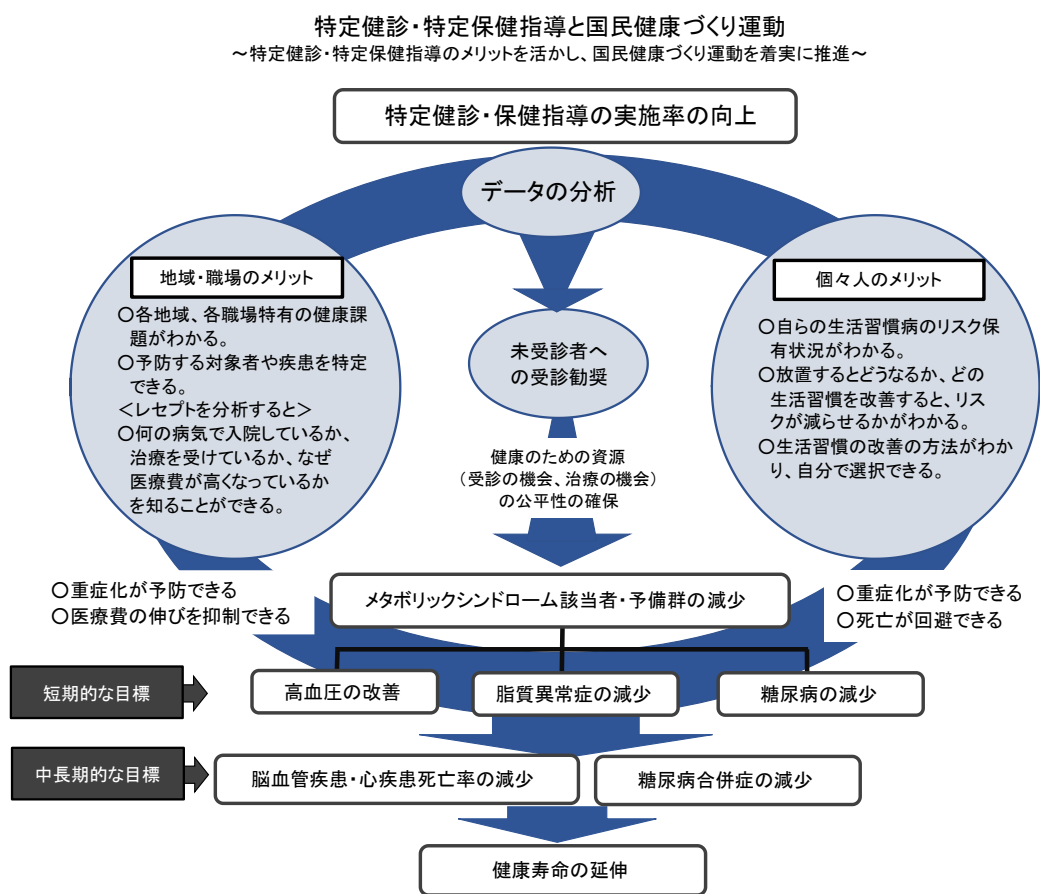 特定健診・特定保健指導と国民健康づくり運動
～特定健診・特定保健指導のメリットを活かし、国民健康づくり運動を着実に推進～
特定健診・保健指導の実施率の向上
データの分析
地域・職場のメリット
○各地域、各職場特有の健康課
題がわかる。
○予防する対象者や疾患を特定
できる。
<レセプトを分析すると>
○何の病気で入院しているか、
治療を受けているか、なぜ
医療費が高くなっているか
を知ることができる。
未受診者へ
の受診勧奨
個々人のメリット
○自らの生活習慣病のリスク保
有状況がわかる。
○放置するとどうなるか、どの
生活習慣を改善すると、リス
クが減らせるかがわかる。
○生活習慣の改善の方法がわか
り、自分で選択できる。
健康のための資源
（受診の機会、治療の機会）
の公平性の確保
○重症化が予防できる
○医療費の伸びを抑制できる
メタボリックシンドローム該当者・予備群の減少
○重症化が予防できる
○死亡が回避できる
短期的な目標
高血圧の改善
脂質異常症の減少
糖尿病の減少
中長期的な目標
脳血管疾患・心疾患死亡率の減少
糖尿病合併症の減少
健康寿命の延伸